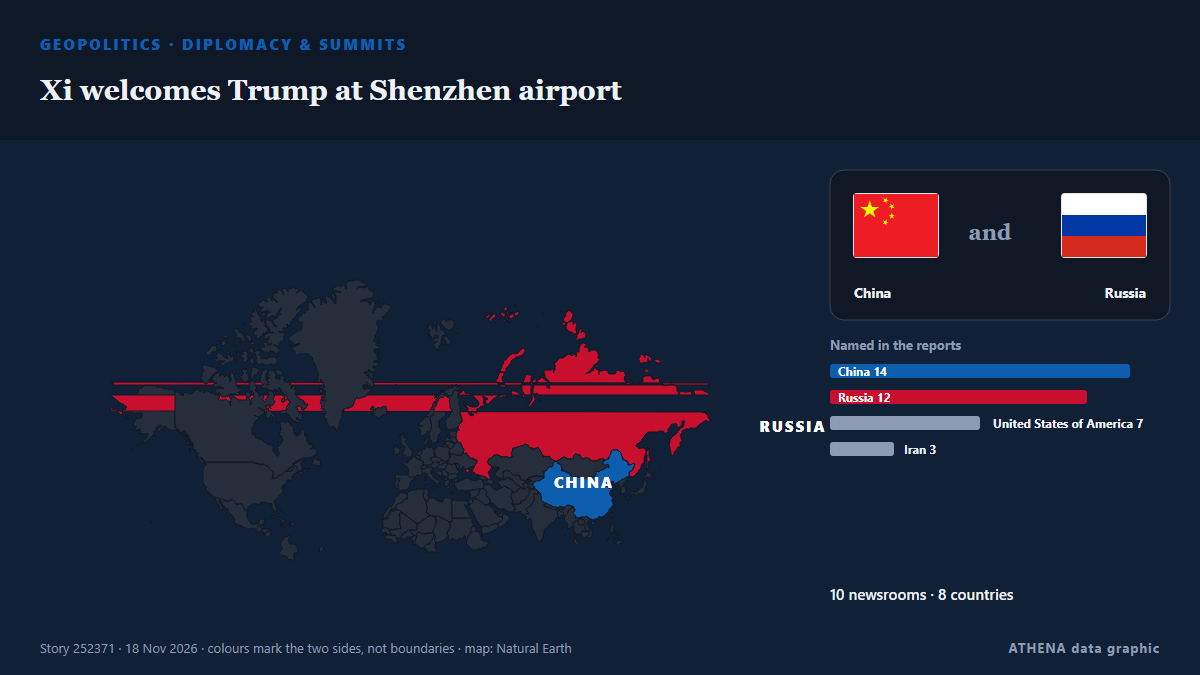 GEOPOLITICS · DIPLOMACY & SUMMITS
Xi welcomes Trump at Shenzhen airport
and
China
Russia
Named in the reports
China 14
Russia 12
United States of America 7
Iran 3
RUSSIA
CHINA
10 newsrooms · 8 countries
Story 252371 · 18 Nov 2026 · colours mark the two sides, not boundaries · map: Natural Earth
ATHENA data graphic